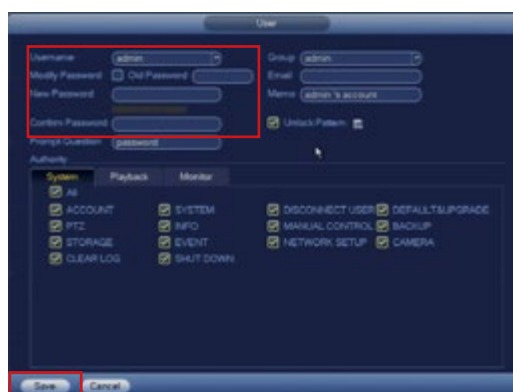 User
Username admin Group admin
Modify Password Old Password Email
New Password Memo admin 's account
Confirm Password Unlock Pattern
Prompt Question password
Authority
System Playback Monitor
All
ACCOUNT SYSTEM DISCONNECT USER DEFAULT&UPGRADE
PTZ INFO MANUAL CONTROL BACKUP
STORAGE EVENT NETWORK SETUP CAMERA
CLEAR LOG SHUT DOWN
Save Cancel